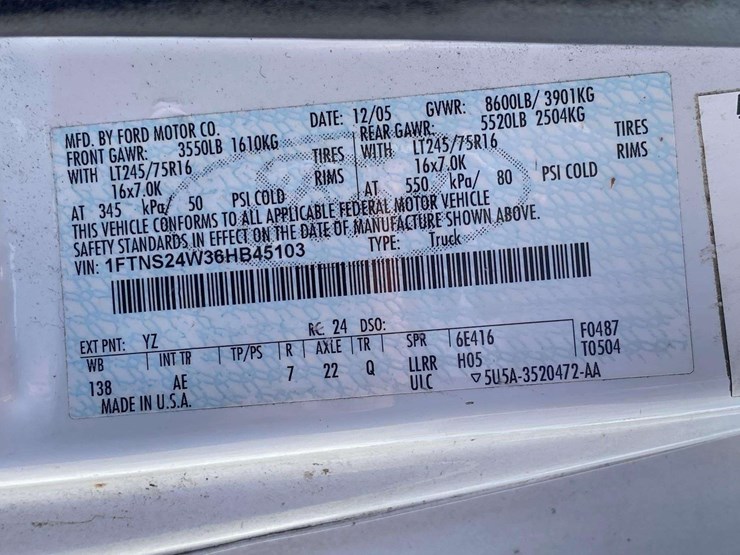 MFD. BY FORD MOTOR CO. DATE: 12/05 GVWR: 8600LB/ 3901KG
FRONT GAWR: 3550LB 1610KG REAR GAWR: 5520LB 2504KG
WITH LT245/75R16 TIRES WITH LT245/75R16 TIRES
16x7.0K RIMS 16x7.0K RIMS
AT 345 kPa/ 50 PSI COLD AT 550 kPa/ 80 PSI COLD
THIS VEHICLE CONFORMS TO ALL APPLICABLE FEDERAL MOTOR VEHICLE
SAFETY STANDARDS IN EFFECT ON THE DATE OF MANUFACTURE SHOWN ABOVE.
VIN: 1FTNS24W36HB45103 TYPE: Truck
EXT PNT: YZ RC: 24 DSO:
WB INT TR TP/PS R AXLE TR SPR 6E416 F0487
138 AE 7 22 Q LLRR H05 T0504
MADE IN U.S.A. ULC ▽5U5A-3520472-AA